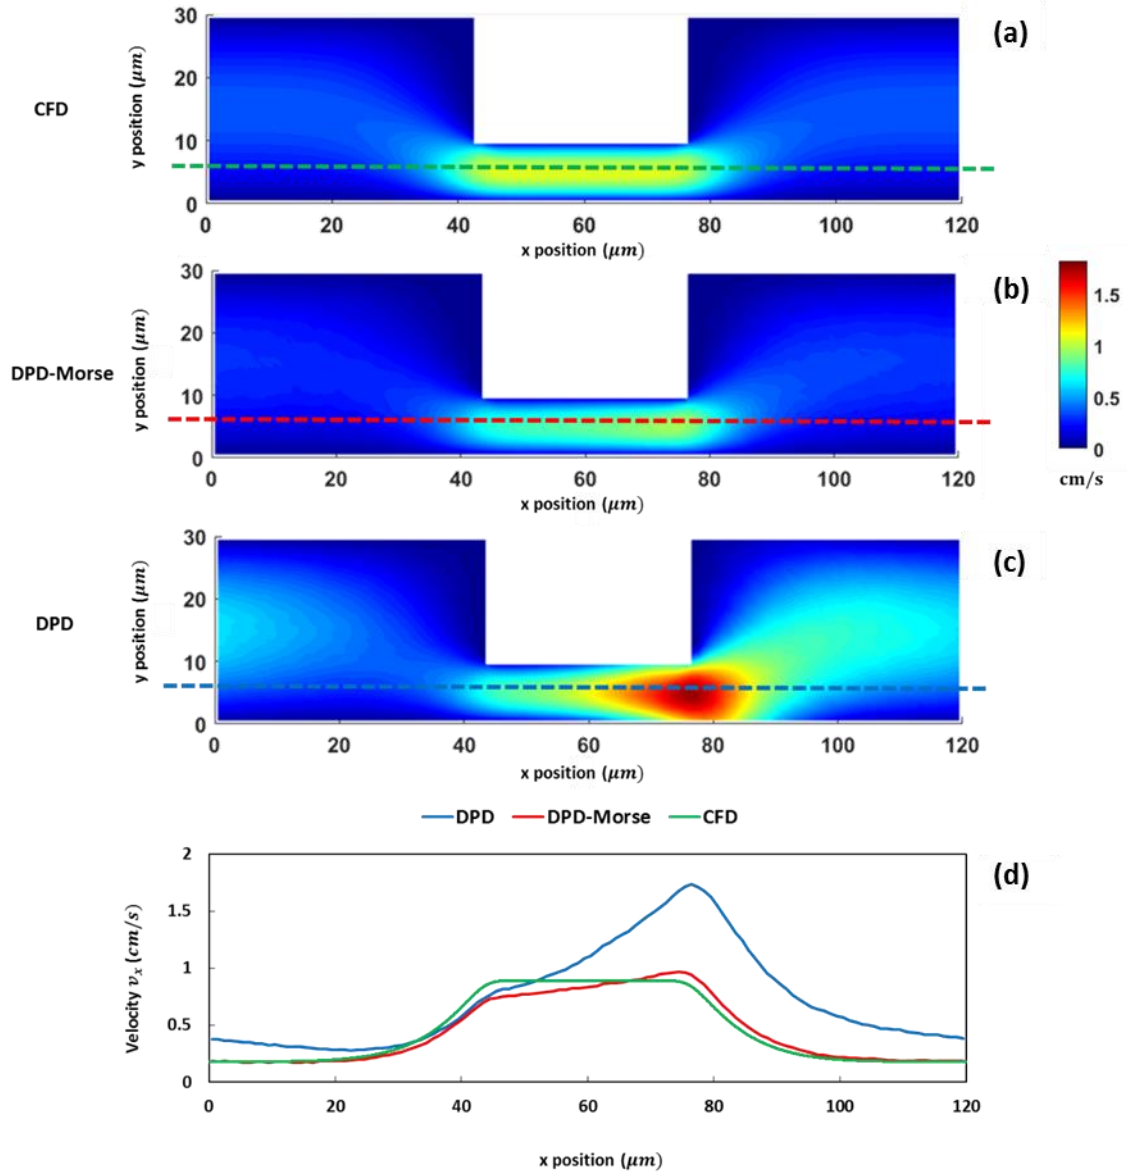 (a)
CFD
y position (μm)
30
20
10
0
0 20 40 60 80 100 120
x position (μm)
(b)
DPD-Morse
y position (μm)
30
20
10
0
0 20 40 60 80 100 120
x position (μm)
1.5
1
0.5
0
cm/s
(c)
DPD
y position (μm)
30
20
10
0
0 20 40 60 80 100 120
x position (μm)
DPD DPD-Morse CFD
(d)
Velocity vₓ (cm/s)
2
1.5
1
0.5
0
0 20 40 60 80 100 120
x position (μm)